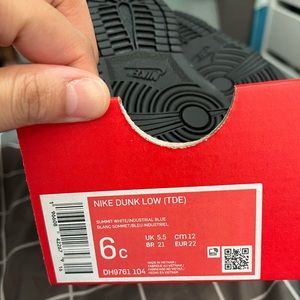 NIKE
NIKE DUNK LOW (TDE)
SUMMIT WHITE/INDUSTRIAL BLUE
BLANC SOMMET/BLEU INDUSTRIEL
6C
UK 5.5
cm 12
BR 21
EUR 22
DH9761 104
MADE IN VIETNAM